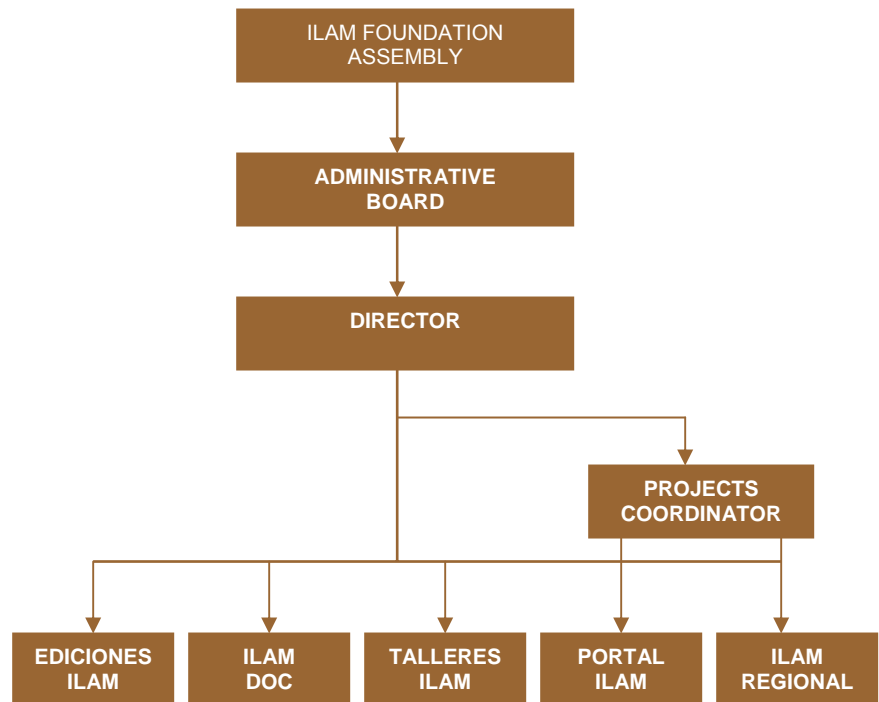 ILAM FOUNDATION
ASSEMBLY
ADMINISTRATIVE
BOARD
DIRECTOR
PROJECTS
COORDINATOR
EDICIONES
ILAM
ILAM
DOC
TALLERES
ILAM
PORTAL
ILAM
ILAM
REGIONAL